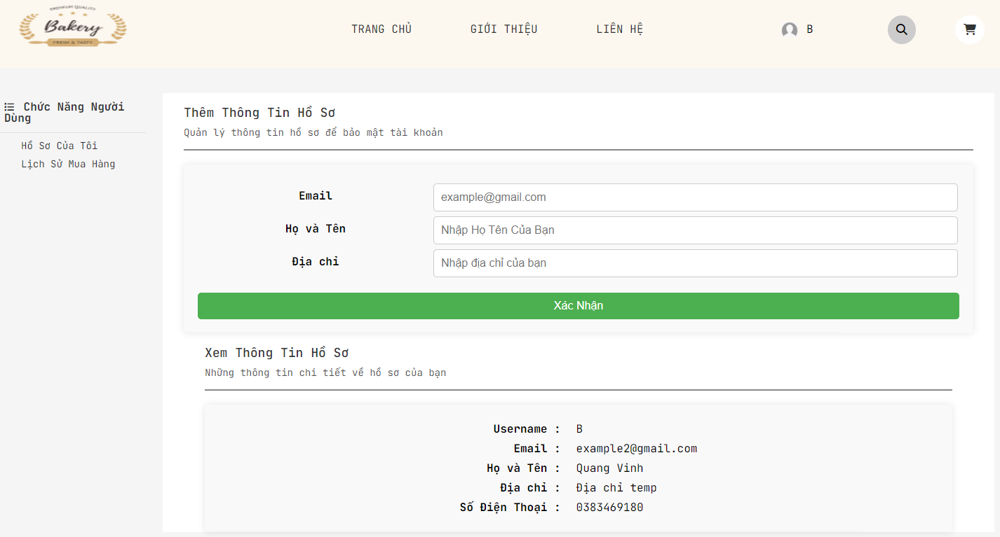 PREMIUM QUALITY
Bakery
FRESH & TASTY
TRANG CHỦ
GIỚI THIỆU
LIÊN HỆ
B
Chức Năng Người
Dùng
Hồ Sơ Của Tôi
Lịch Sử Mua Hàng
Thêm Thông Tin Hồ Sơ
Quản lý thông tin hồ sơ để bảo mật tài khoản
Email
example@gmail.com
Họ và Tên
Nhập Họ Tên Của Bạn
Địa chỉ
Nhập địa chỉ của bạn
Xác Nhận
Xem Thông Tin Hồ Sơ
Những thông tin chi tiết về hồ sơ của bạn
Username : B
Email : example2@gmail.com
Họ và Tên : Quang Vinh
Địa chỉ : Địa chỉ temp
Số Điện Thoại : 0383469180